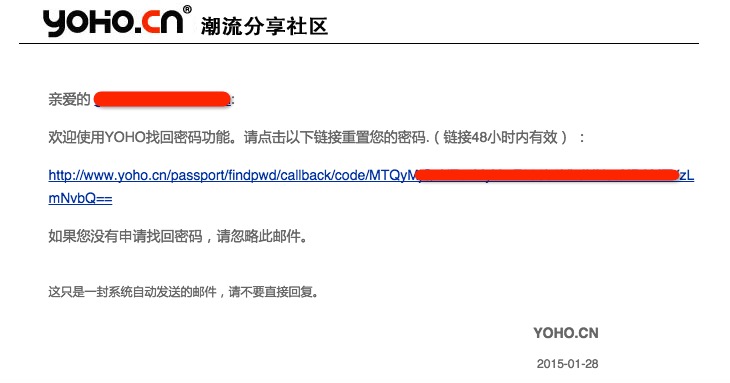 YOHO.CN® 潮流分享社区
亲爱的 :
欢迎使用YOHO找回密码功能。请点击以下链接重置您的密码.（链接48小时内有效）：
http://www.yoho.cn/passport/findpwd/callback/code/MTQyM zL
mNvbQ==
如果您没有申请找回密码，请忽略此邮件。
这只是一封系统自动发送的邮件，请不要直接回复。
YOHO.CN
2015-01-28